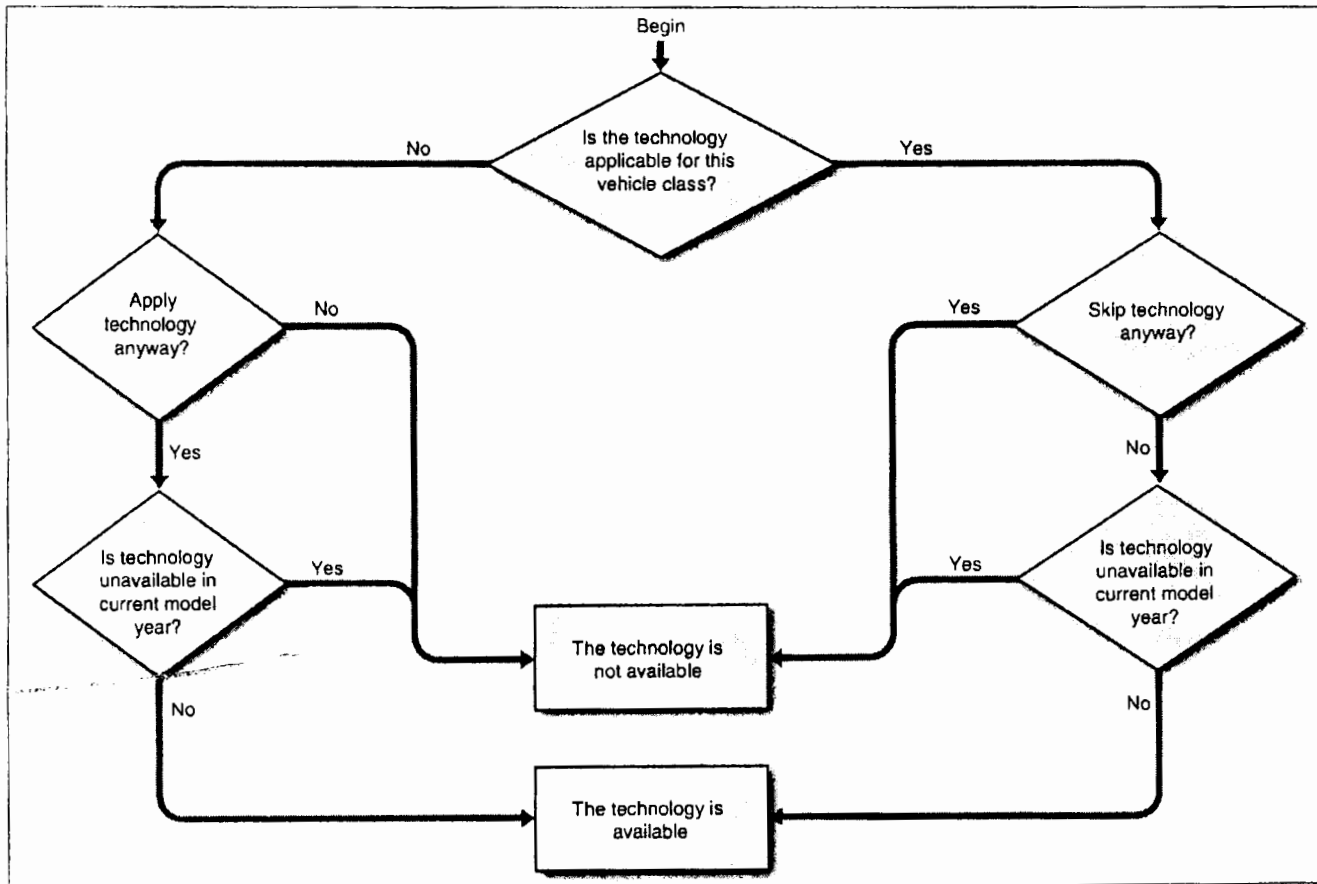 Begin
Is the technology
applicable for this
vehicle class?
No
Yes
Apply
technology
anyway?
No
Yes
Skip technology
anyway?
Yes
No
Is technology
unavailable in
current model
year?
Yes
Yes
Is technology
unavailable in
current model
year?
The technology is
not available
No
No
The technology is
available